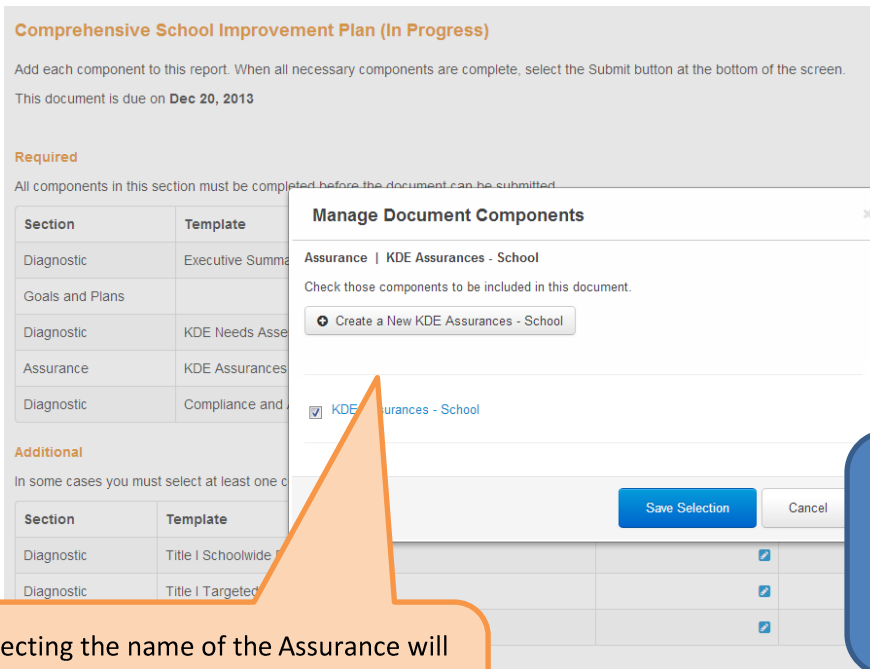 Comprehensive School Improvement Plan (In Progress)
Add each component to this report. When all necessary components are complete, select the Submit button at the bottom of the screen.
This document is due on Dec 20, 2013
Required
All components in this section must be completed before the document can be submitted
Section Template
Diagnostic Executive Summa
Goals and Plans
Diagnostic KDE Needs Asse
Assurance KDE Assurances
Diagnostic Compliance and
Manage Document Components
Assurance | KDE Assurances - School
Check those components to be included in this document.
Create a New KDE Assurances - School
KDE Assurances - School
Save Selection Cancel
Additional
In some cases you must select at least one c
Section Template
Diagnostic Title I Schoolwide
Diagnostic Title I Targeted
ecting the name of the Assurance will